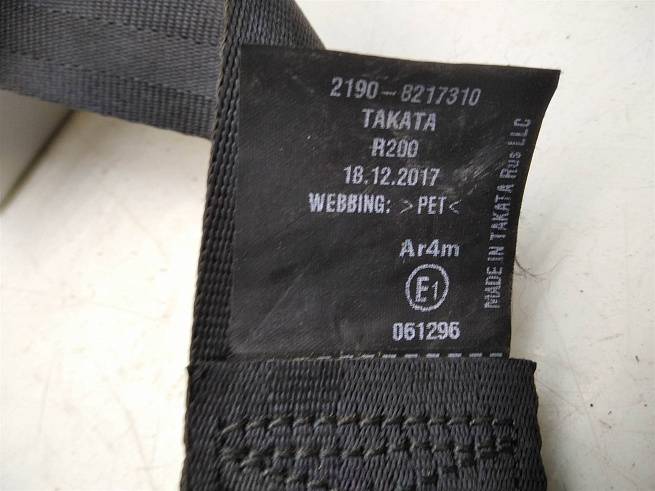 2190-8217310
TAKATA
R200
18.12.2017
WEBBING: >PET<
Ar4m
E1
061296
MADE IN TAKATA Rus LLC